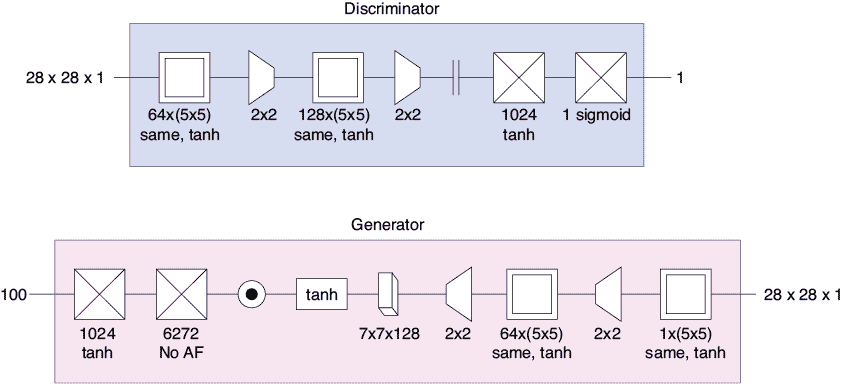 Discriminator
28 x 28 x 1
1
64x(5x5)
same, tanh
2x2
128x(5x5)
same, tanh
2x2
1024
tanh
1 sigmoid
Generator
100
tanh
28 x 28 x 1
1024
tanh
6272
No AF
7x7x128
2x2
64x(5x5)
same, tanh
2x2
1x(5x5)
same, tanh